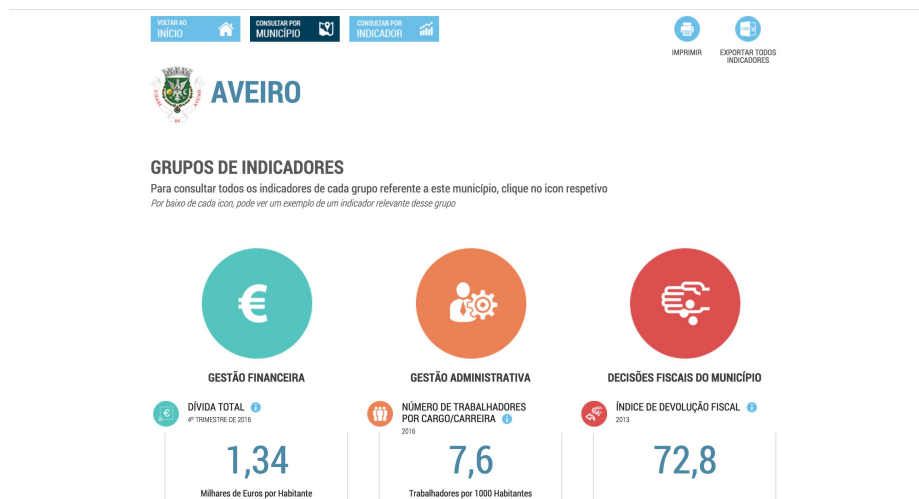 VOLTAR AO
INÍCIO
CONSULTAR POR
MUNICÍPIO
CONSULTAR POR
INDICADOR
IMPRIMIR
EXPORTAR TODOS
INDICADORES
AVEIRO
GRUPOS DE INDICADORES
Para consultar todos os indicadores de cada grupo referente a este município, clique no icon respetivo
Por baixo de cada icon, pode ver um exemplo de um indicador relevante desse grupo
€
GESTÃO FINANCEIRA
GESTÃO ADMINISTRATIVA
DECISÕES FISCAIS DO MUNICÍPIO
€
DÍVIDA TOTAL i
4º TRIMESTRE DE 2016
1,34
Milhares de Euros por Habitante
NÚMERO DE TRABALHADORES
POR CARGO/CARREIRA i
2016
7,6
Trabalhadores por 1000 Habitantes
ÍNDICE DE DEVOLUÇÃO FISCAL i
2013
72,8